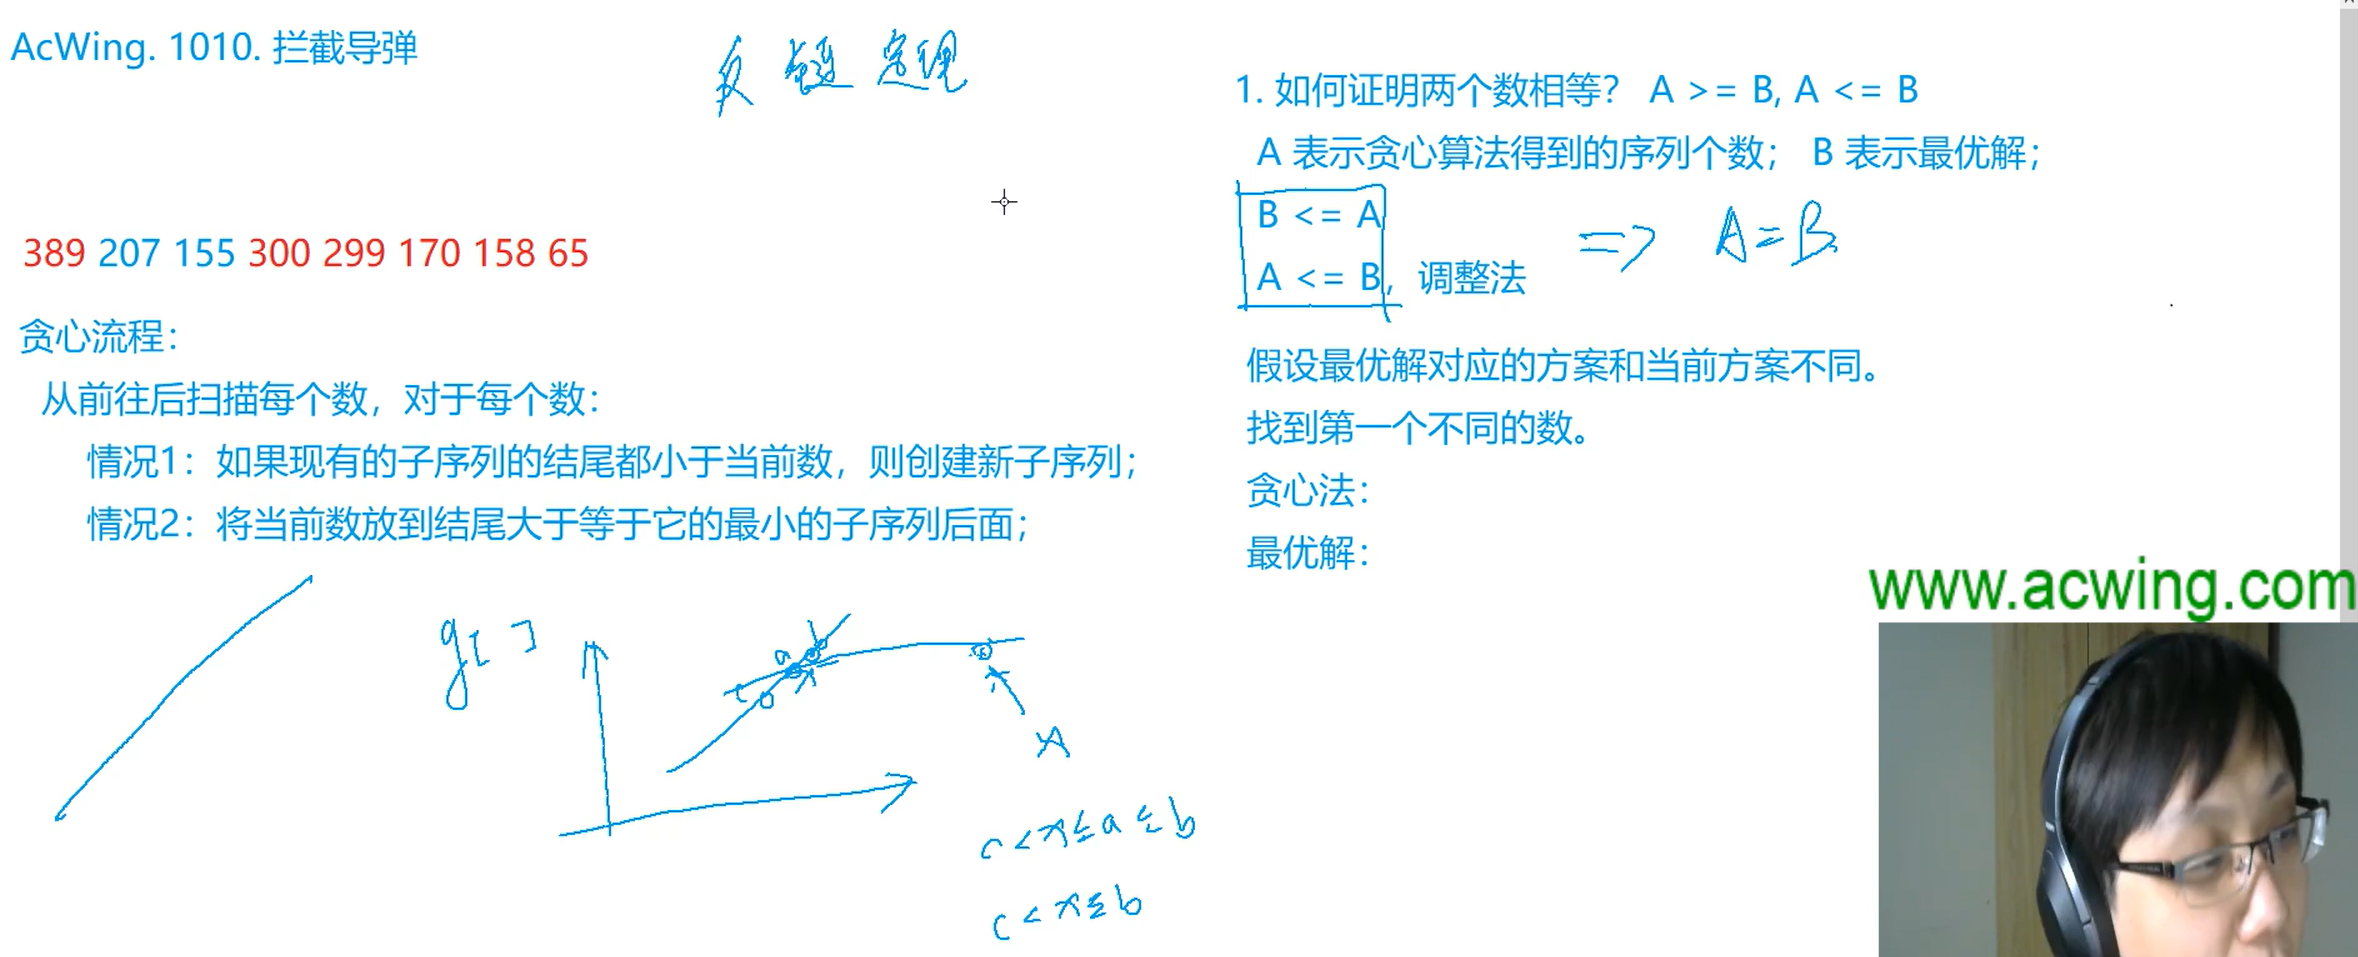 AcWing. 1010. 拦截导弹
反链定理
389 207 155 300 299 170 158 65
贪心流程：
从前往后扫描每个数，对于每个数：
情况1：如果现有的子序列的结尾都小于当前数，则创建新子序列；
情况2：将当前数放到结尾大于等于它的最小的子序列后面；
g[ ]
c
a
b
x
c < x ≤ a ≤ b
c < x ≤ b
1. 如何证明两个数相等？ A >= B, A <= B
A 表示贪心算法得到的序列个数； B 表示最优解；
B <= A
A <= B，调整法
=> A = B
假设最优解对应的方案和当前方案不同。
找到第一个不同的数。
贪心法：
最优解：
www.acwing.com